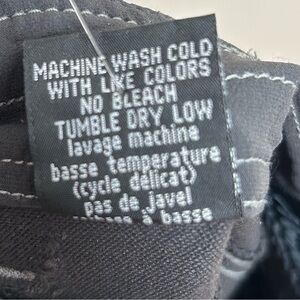 MACHINE WASH COLD
WITH LIKE COLORS
NO BLEACH
TUMBLE DRY LOW
lavage machine
basse temperature
(cycle délicat)
pas de javel
à basse